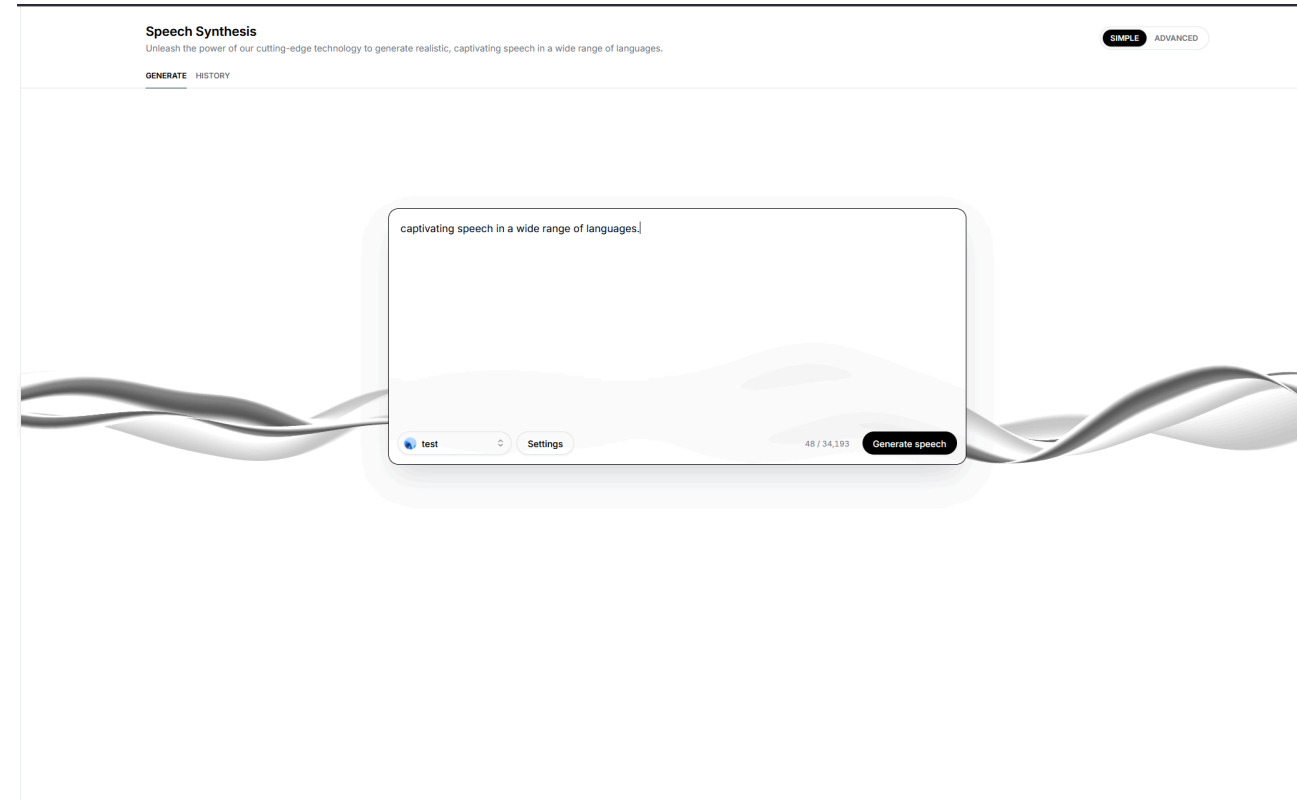 Speech Synthesis
Unleash the power of our cutting-edge technology to generate realistic, captivating speech in a wide range of languages.
SIMPLE ADVANCED
GENERATE HISTORY
captivating speech in a wide range of languages.
test Settings 48 / 34,193 Generate speech